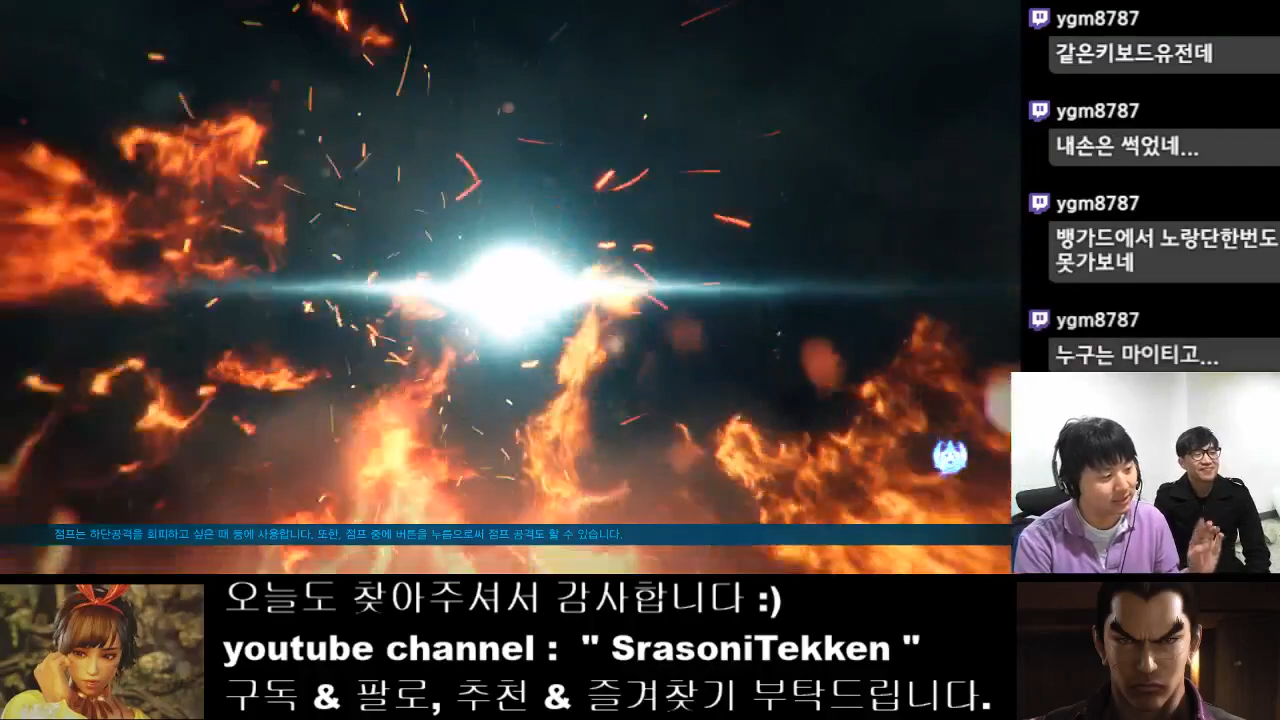 ygm8787
같은키보드유전데
ygm8787
내손은 썩었네...
ygm8787
뱅가드에서 노랑단한번도
못가보네
ygm8787
누구는 마이티고...
점프는 하단공격을 회피하고 싶은 때 등에 사용합니다. 또한, 점프 중에 버튼을 누름으로써 점프 공격도 할 수 있습니다.
오늘도 찾아주셔서 감사합니다 :)
youtube channel : " SrasoniTekken "
구독 & 팔로, 추천 & 즐겨찾기 부탁드립니다.